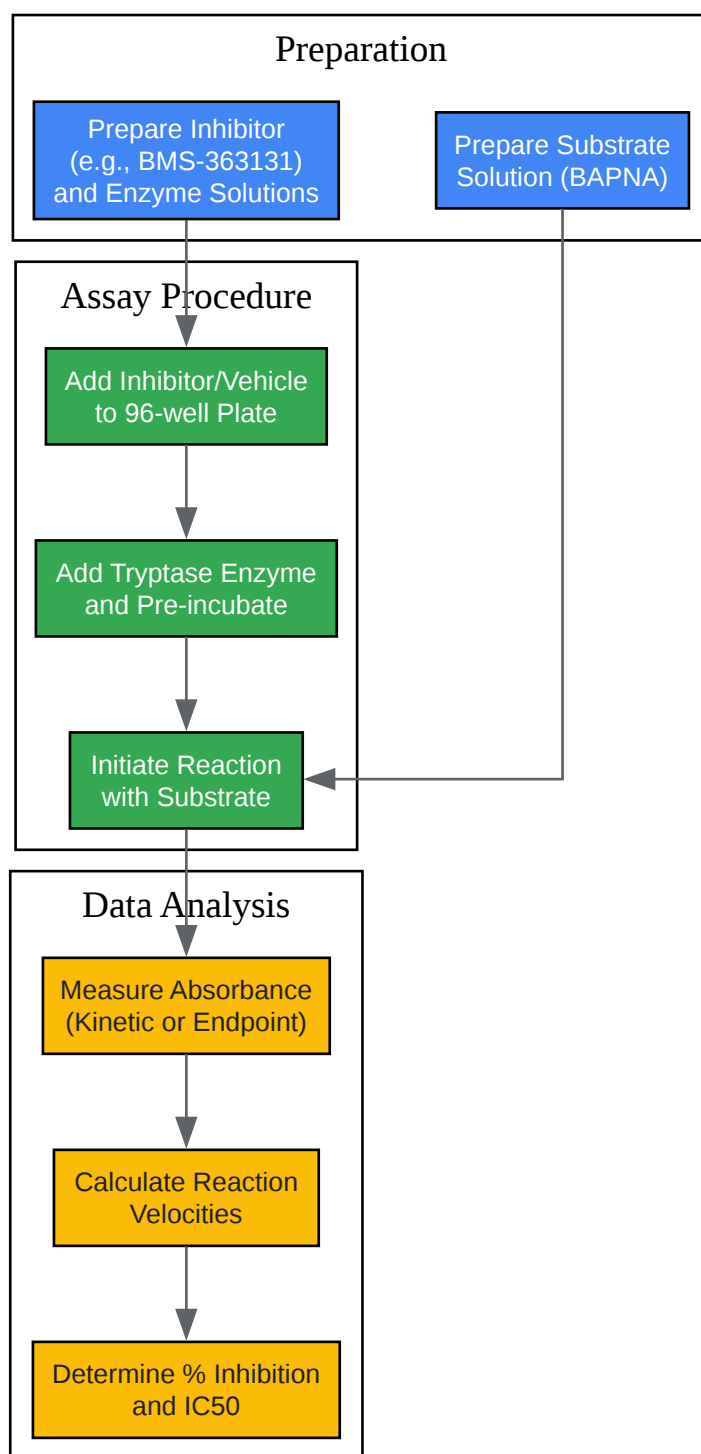 Preparation
Prepare Inhibitor
(e.g., BMS-363131)
and Enzyme Solutions
Prepare Substrate
Solution (BAPNA)
Assay Procedure
Add Inhibitor/Vehicle
to 96-well Plate
Add Tryptase Enzyme
and Pre-incubate
Initiate Reaction
with Substrate
Data Analysis
Measure Absorbance
(Kinetic or Endpoint)
Calculate Reaction
Velocities
Determine % Inhibition
and IC50